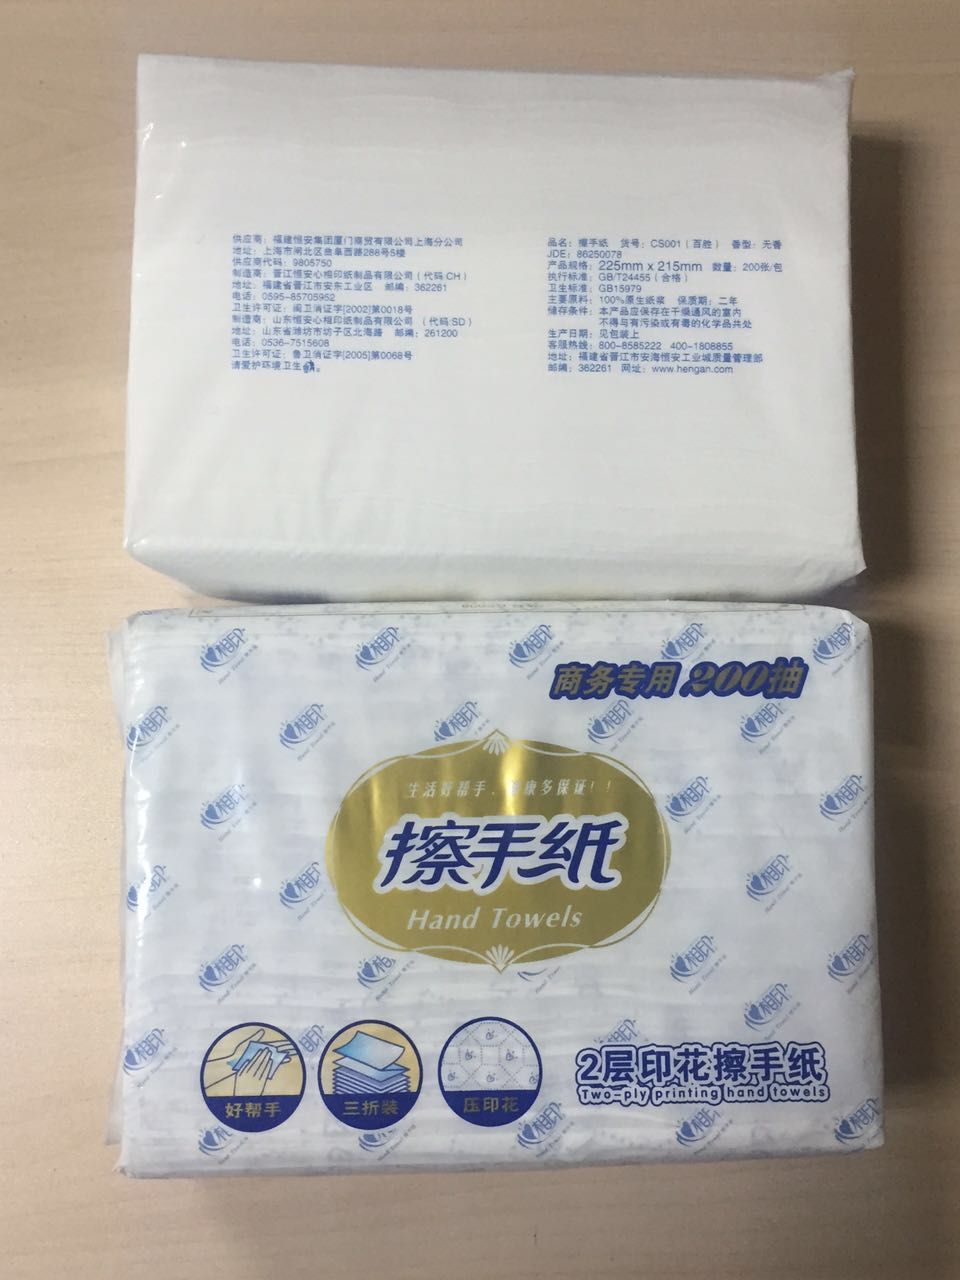 供应商：福建恒安集团厦门商贸有限公司上海分公司
地址：上海市闸北区曲阜西路288号5楼
供应商代码：9805750
制造商：晋江恒安心相印纸制品有限公司（代码:CH）
地址：福建省晋江市安东工业区 邮编：362261
电话：0595-85705952
卫生许可证：闽卫消证字[2002]第0018号
制造商：山东恒安心相印纸制品有限公司 （代码:SD）
地址：山东省潍坊市坊子区北海路 邮编：261200
电话：0536-7515608
卫生许可证：鲁卫消证字[2005]第0068号
请爱护环境卫生
品名：擦手纸 货号：CS001（百胜） 香型：无香
JDE：86250078
产品规格：225mm x 215mm 数量：200张/包
执行标准：GB/T24455（合格）
卫生标准：GB15979
主要原料：100%原生纸浆 保质期：二年
储存条件：本产品应保存在干燥通风的室内
不得与有污染或有毒的化学品共处
生产日期：见包装上
客服热线：800-8585222 400-1808855
地址：福建省晋江市安海恒安工业城质量管理部
邮编：362261 网址：www.hengan.com
商务专用 200抽
生活好帮手、健康多保证！！
擦手纸
Hand Towels
好帮手
三折装
压印花
2层印花擦手纸
Two-ply printing hand towels
相印
Hand Towel